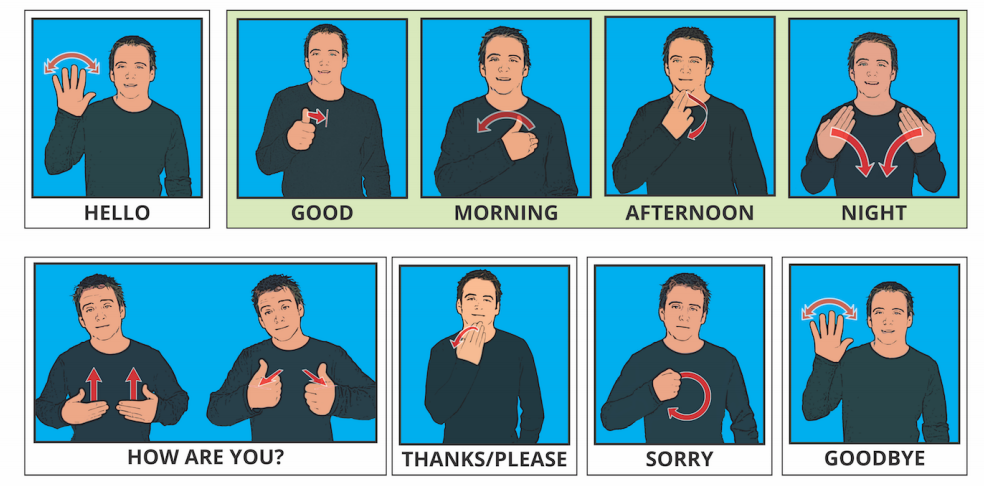 HELLO
GOOD
MORNING
AFTERNOON
NIGHT
HOW ARE YOU?
THANKS/PLEASE
SORRY
GOODBYE